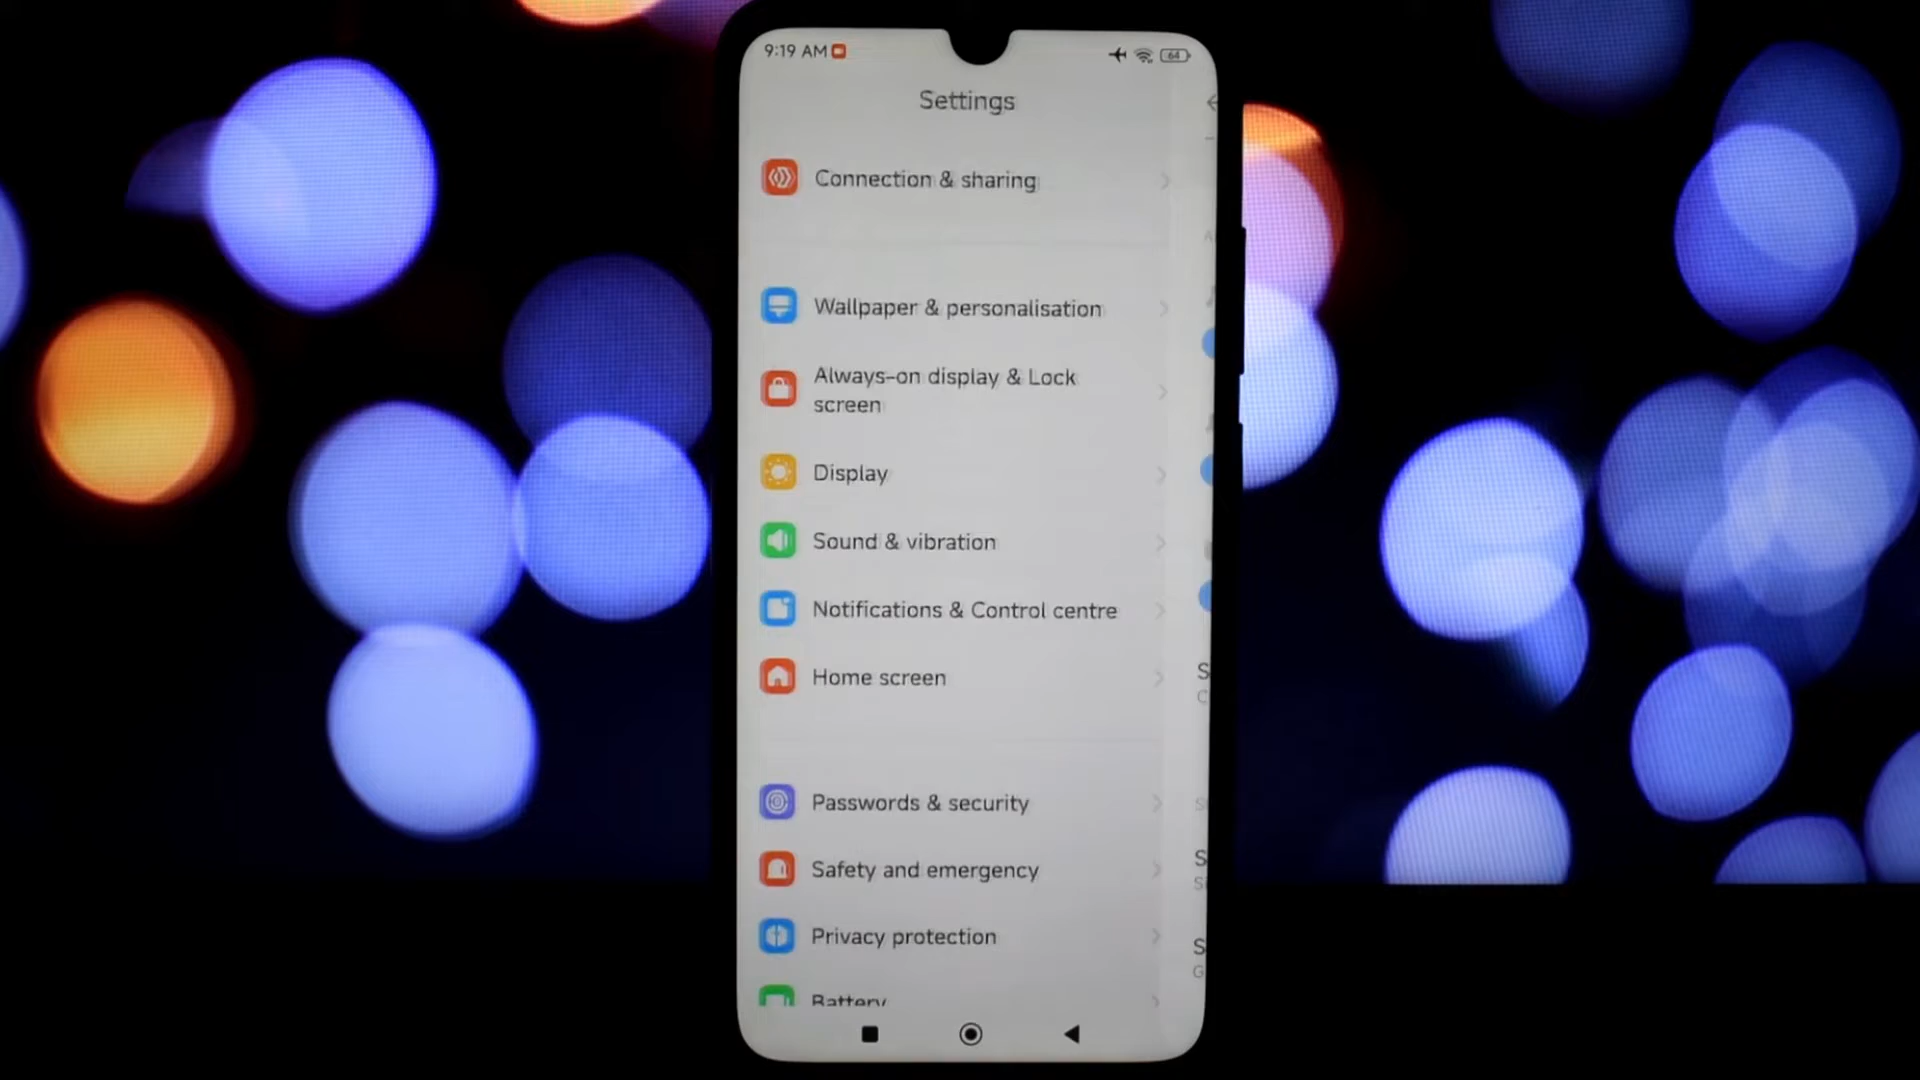 9:19 AM
64
Settings
Connection & sharing
Wallpaper & personalisation
Always-on display & Lock
screen
Display
Sound & vibration
Notifications & Control centre
Home screen
Passwords & security
Safety and emergency
Privacy protection
Battery